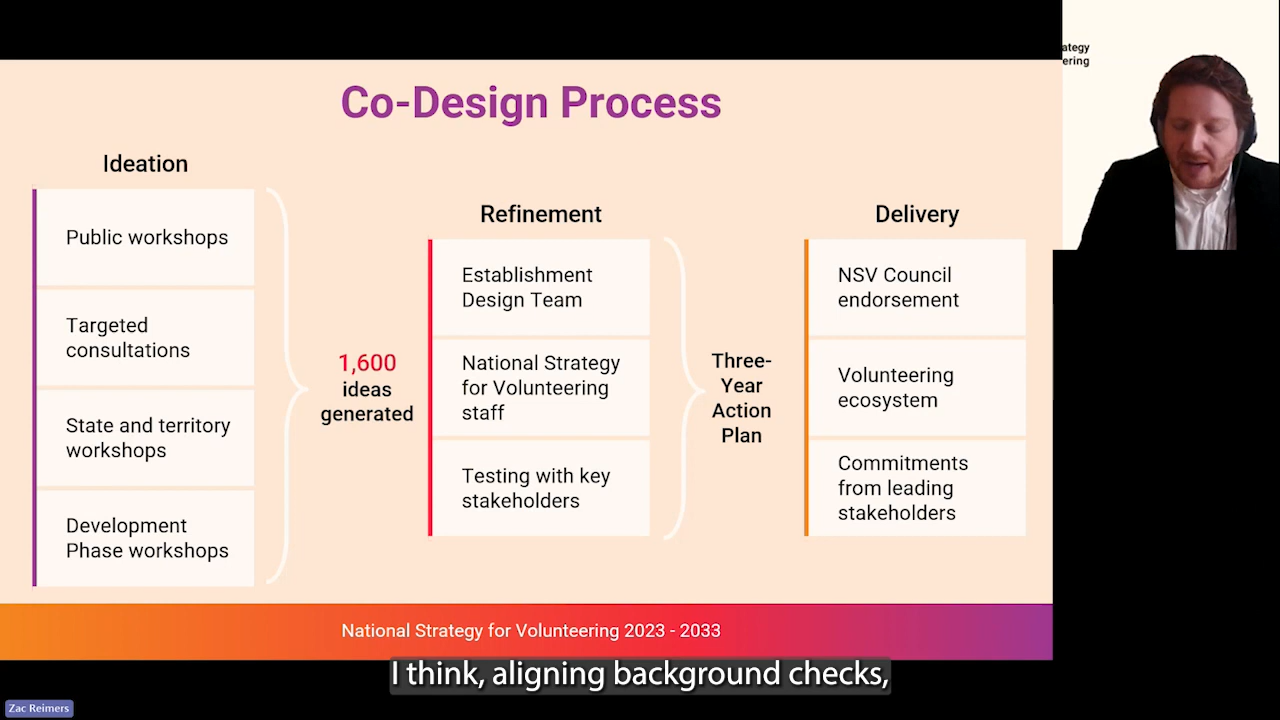 Co-Design Process
Ideation
Public workshops
Targeted
consultations
State and territory
workshops
Development
Phase workshops
1,600
ideas
generated
Refinement
Establishment
Design Team
National Strategy
for Volunteering
staff
Testing with key
stakeholders
Three-
Year
Action
Plan
Delivery
NSV Council
endorsement
Volunteering
ecosystem
Commitments
from leading
stakeholders
National Strategy for Volunteering 2023 - 2033
ategy
ering
I think, aligning background checks,
Zac Reimers